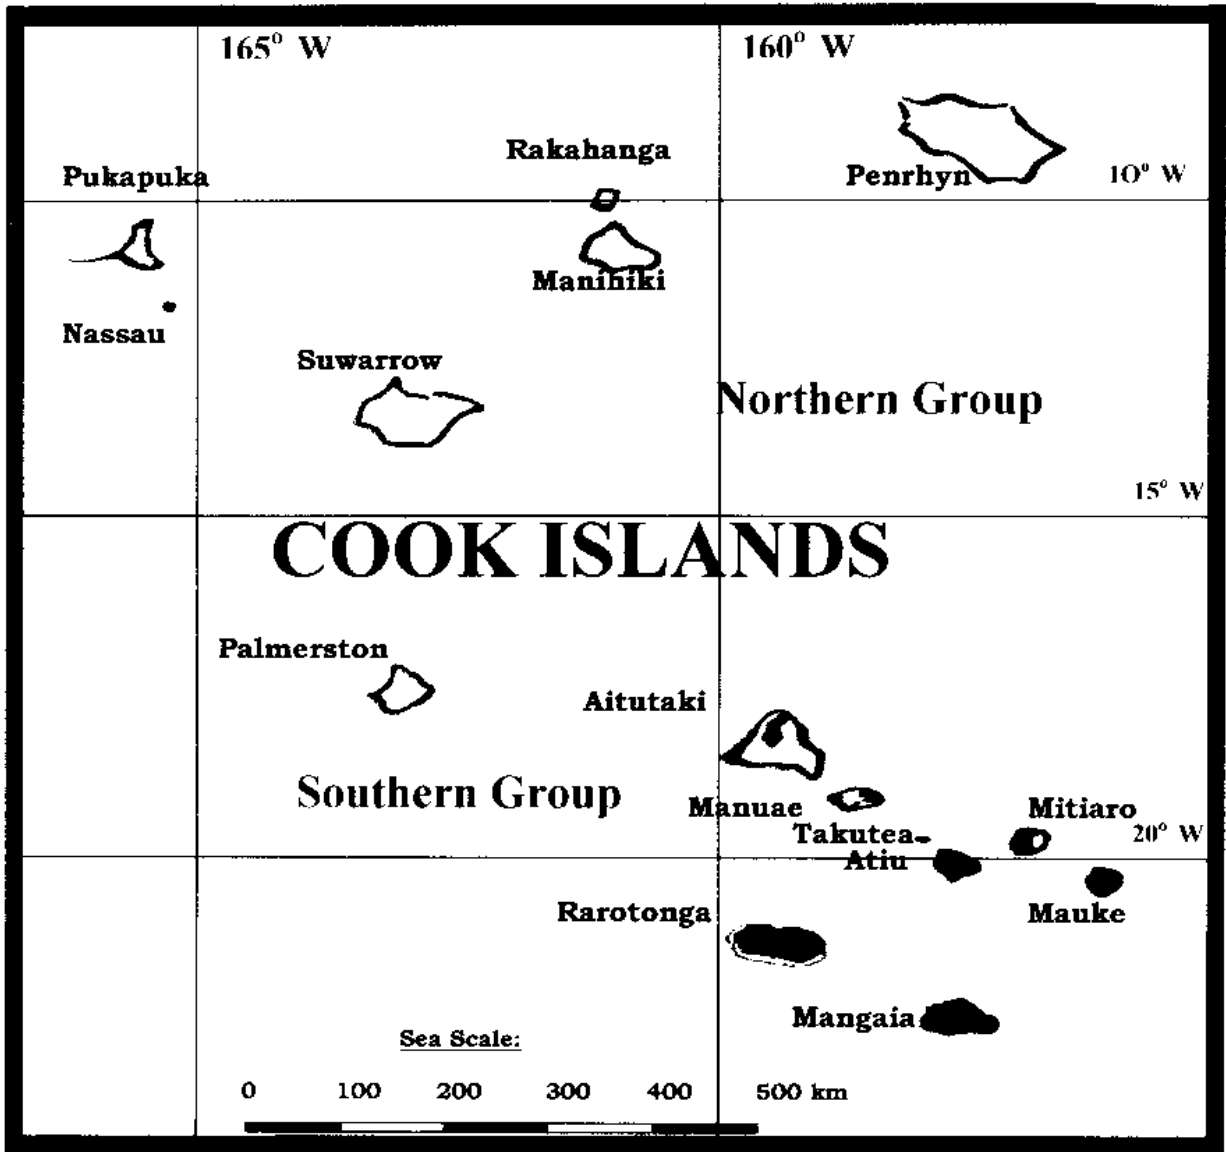 165° W
160° W
Rakahanga
Pukapuka
Penrhyn
10° W
Manihiki
Nassau
Suwarrow
Northern Group
15° W
COOK ISLANDS
Palmerston
Aitutaki
Southern Group
Manuae
Mitiaro
Takutea
20° W
Atiu
Rarotonga
Mauke
Mangaia
Sea Scale:
0 100 200 300 400 500 km